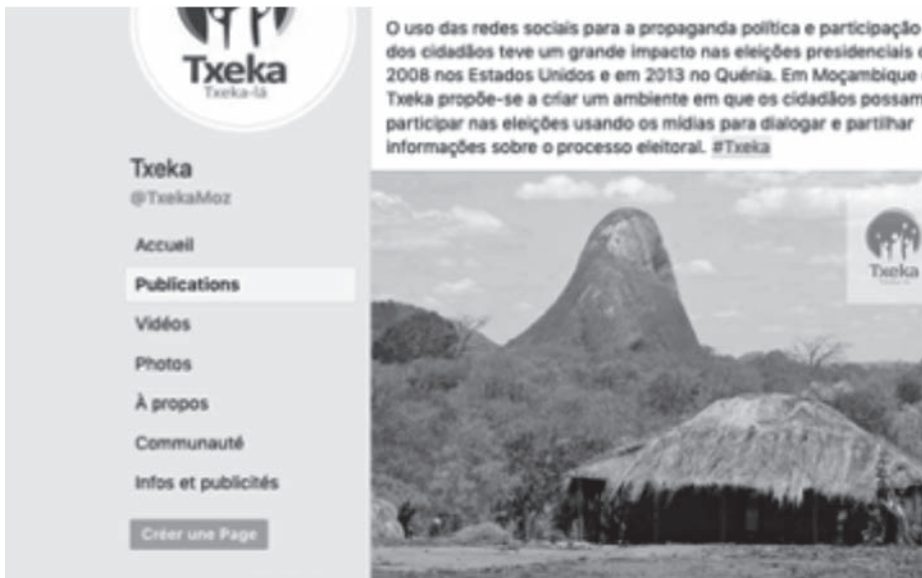 Txeka
Txeka-lá
Txeka
@TxekaMoz
Accueil
Publications
Vidéos
Photos
À propos
Communauté
Infos et publicités
Créer une Page
O uso das redes sociais para a propaganda política e participação
dos cidadãos teve um grande impacto nas eleições presidenciais
2008 nos Estados Unidos e em 2013 no Quénia. Em Moçambique
Txeka propõe-se a criar um ambiente em que os cidadãos possam
participar nas eleições usando os mídias para dialogar e partilhar
informações sobre o processo eleitoral. #Txeka
Txeka